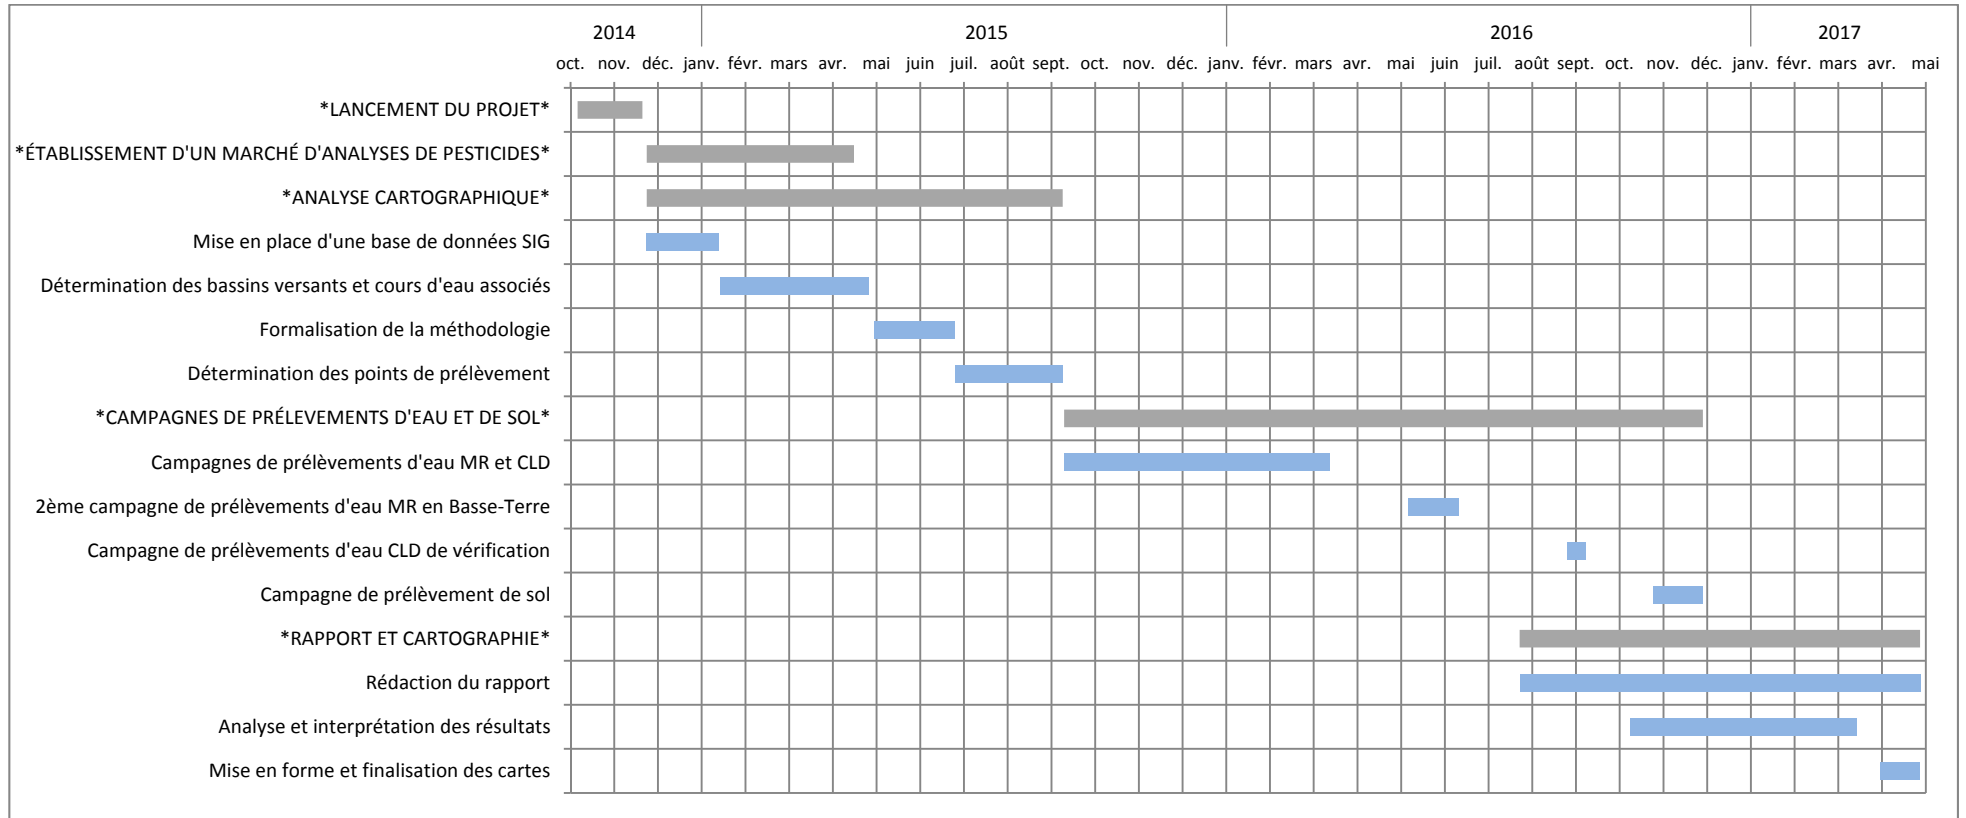 2014 2015 2016 2017
oct. nov. déc. janv. févr. mars avr. mai juin juil. août sept. oct. nov. déc. janv. févr. mars avr. mai juin juil. août sept. oct. nov. déc. janv. févr. mars avr. mai
*LANCEMENT DU PROJET*
*ÉTABLISSEMENT D'UN MARCHÉ D'ANALYSES DE PESTICIDES*
*ANALYSE CARTOGRAPHIQUE*
Mise en place d'une base de données SIG
Détermination des bassins versants et cours d'eau associés
Formalisation de la méthodologie
Détermination des points de prélèvement
*CAMPAGNES DE PRÉLEVEMENTS D'EAU ET DE SOL*
Campagnes de prélèvements d'eau MR et CLD
2ème campagne de prélèvements d'eau MR en Basse-Terre
Campagne de prélèvements d'eau CLD de vérification
Campagne de prélèvement de sol
*RAPPORT ET CARTOGRAPHIE*
Rédaction du rapport
Analyse et interprétation des résultats
Mise en forme et finalisation des cartes